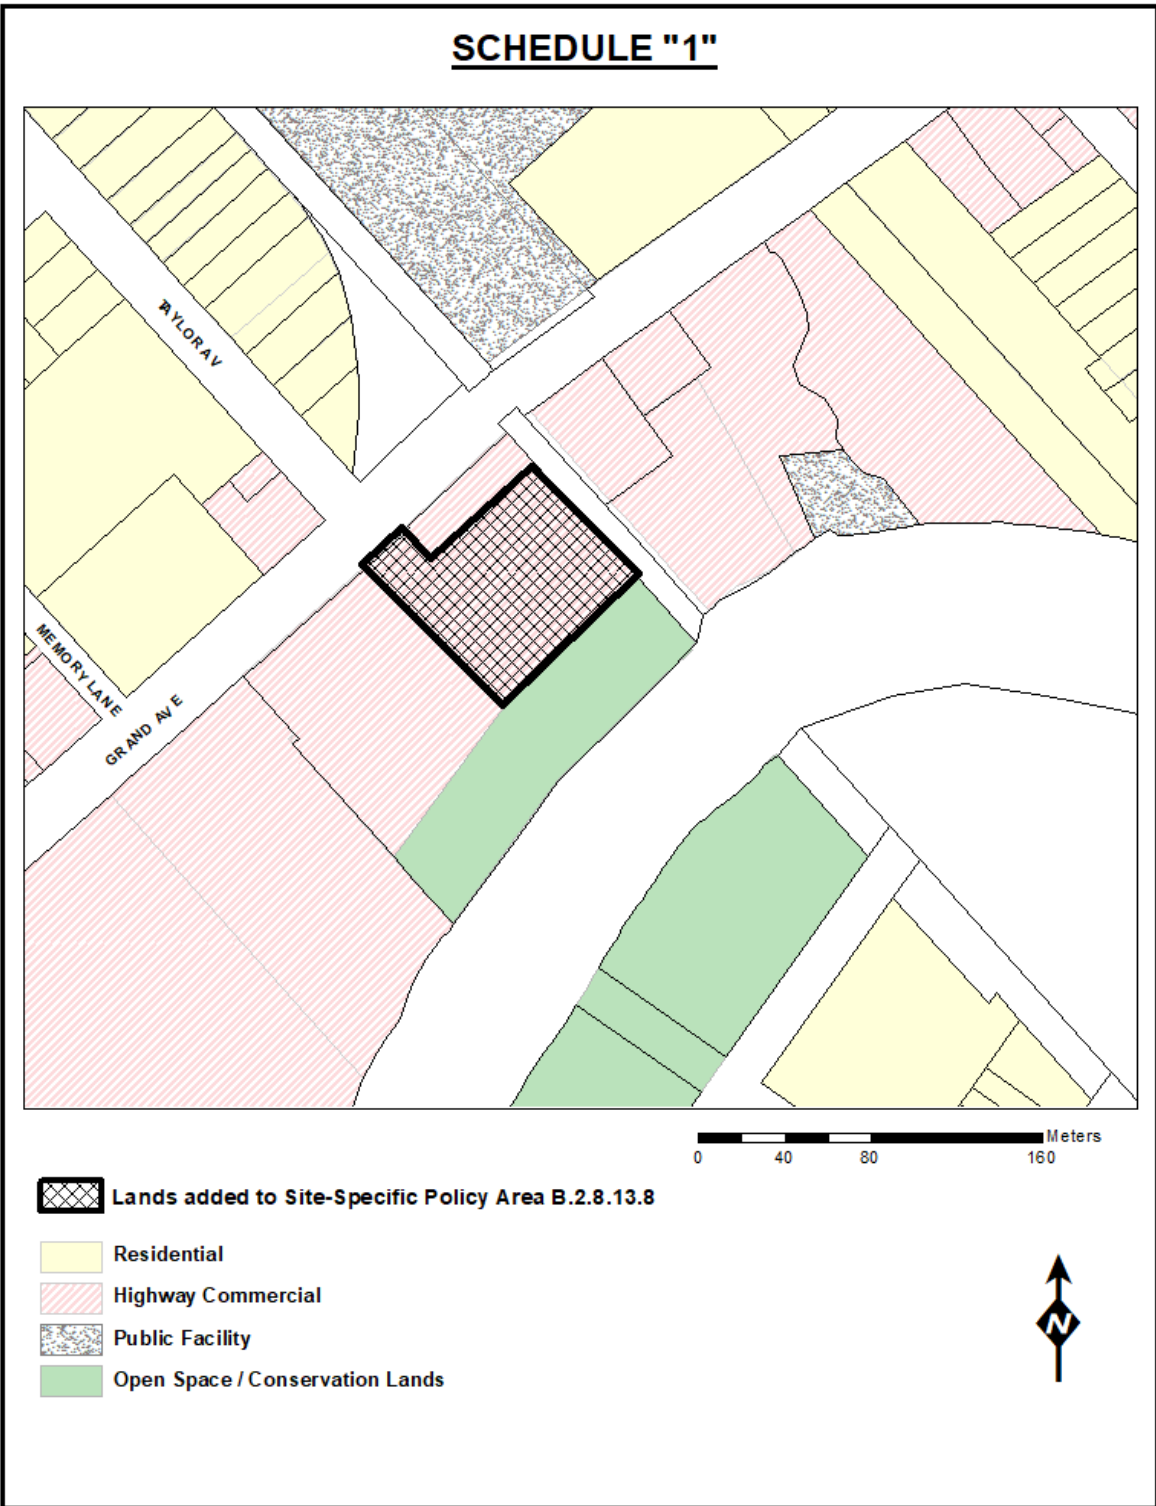 SCHEDULE "1"
TAYLOR AV
MEMORY LANE
GRAND AV E
Meters
0 40 80 160
Lands added to Site-Specific Policy Area B.2.8.13.8
Residential
Highway Commercial
Public Facility
Open Space / Conservation Lands
N